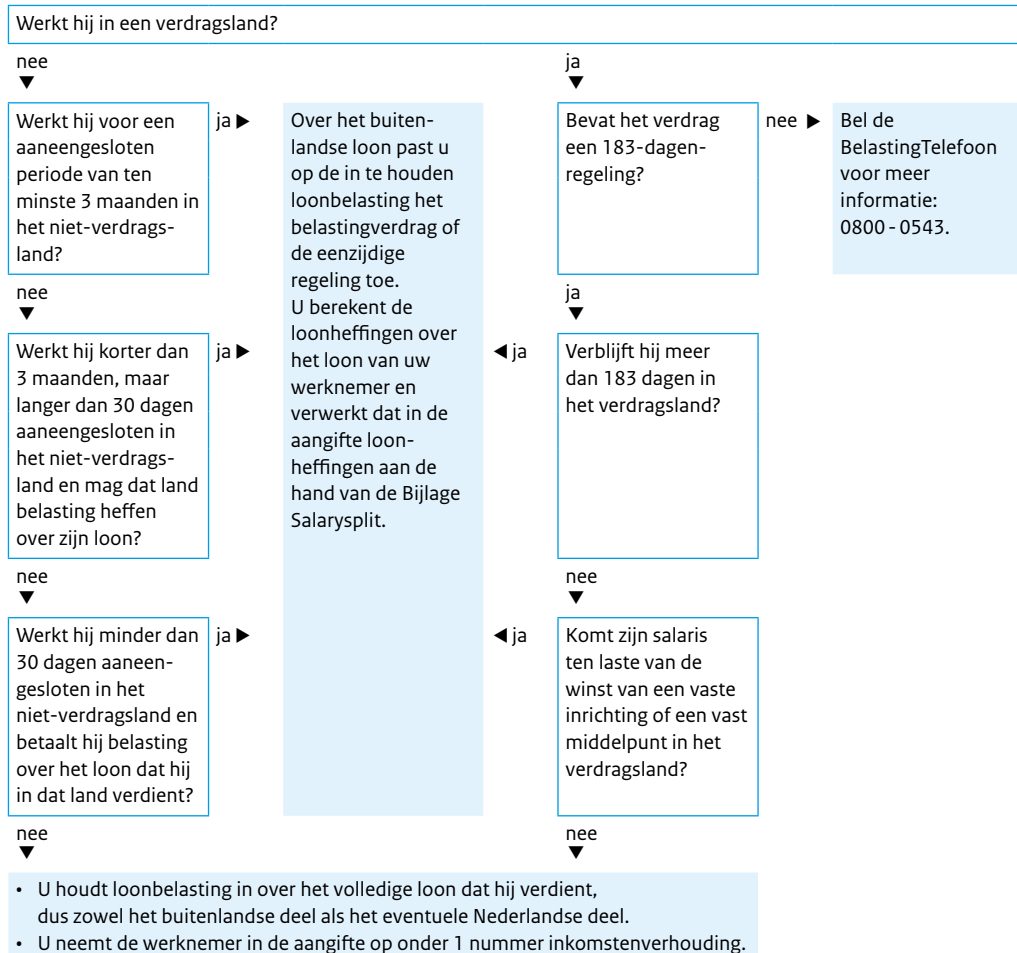 Werkt hij in een verdragsland?
nee
▼
ja
▼
Werkt hij voor een
aaneengesloten
periode van ten
minste 3 maanden in
het niet-verdrags-
land?
ja ▶
Over het buiten-
landse loon past u
op de in te houden
loonbelasting het
belastingverdrag of
de eenzijdige
regeling toe.
U berekent de
loonheffingen over
het loon van uw
werknemer en
verwerkt dat in de
aangifte loon-
heffingen aan de
hand van de Bijlage
Salarysplit.
Bevat het verdrag
een 183-dagen-
regeling?
nee ▶
Bel de
BelastingTelefoon
voor meer
informatie:
0800 - 0543.
nee
▼
ja
▼
Werkt hij korter dan
3 maanden, maar
langer dan 30 dagen
aaneengesloten in
het niet-verdrags-
land en mag dat land
belasting heffen
over zijn loon?
ja ▶
◀ ja
Verblijft hij meer
dan 183 dagen in
het verdragsland?
nee
▼
nee
▼
Werkt hij minder dan
30 dagen aaneen-
gesloten in het
niet-verdragsland en
betaalt hij belasting
over het loon dat hij
in dat land verdient?
ja ▶
◀ ja
Komt zijn salaris
ten laste van de
winst van een vaste
inrichting of een vast
middelpunt in het
verdragsland?
nee
▼
nee
▼
• U houdt loonbelasting in over het volledige loon dat hij verdient,
dus zowel het buitenlandse deel als het eventuele Nederlandse deel.
• U neemt de werknemer in de aangifte op onder 1 nummer inkomstenverhouding.